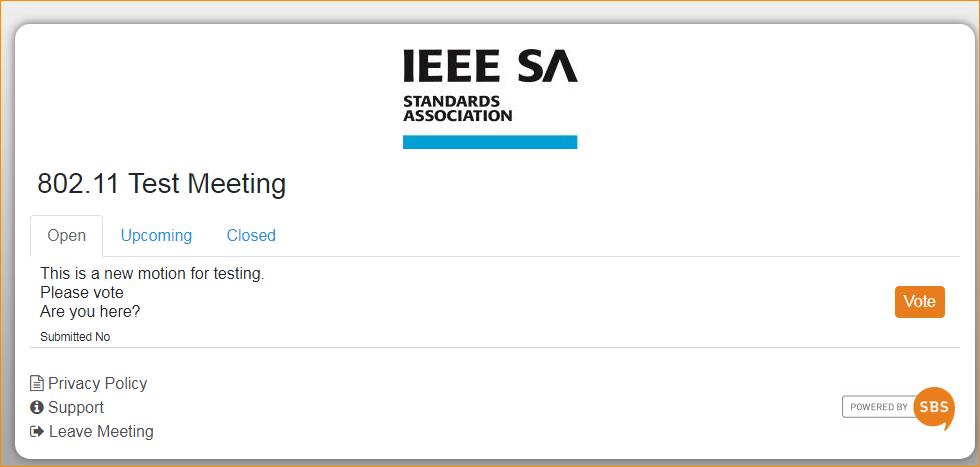 IEEE SA
STANDARDS
ASSOCIATION
802.11 Test Meeting
Open
Upcoming
Closed
This is a new motion for testing.
Please vote
Are you here?
Vote
Submitted No
Privacy Policy
Support
Leave Meeting
POWERED BY SBS